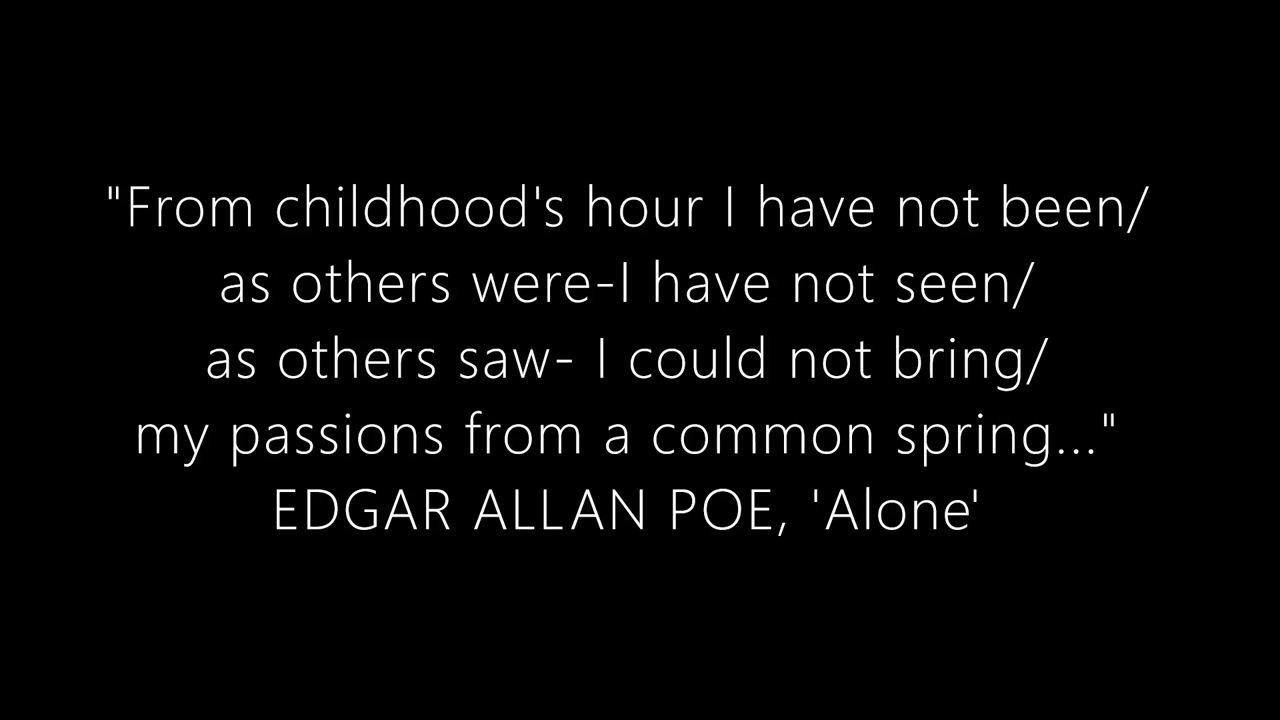 "From childhood's hour I have not been/
as others were-I have not seen/
as others saw- I could not bring/
my passions from a common spring..."
EDGAR ALLAN POE, 'Alone'